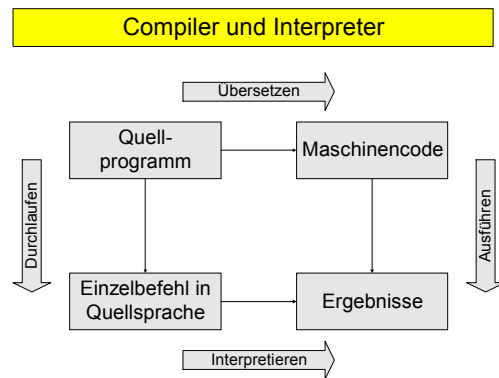 Compiler und Interpreter
Übersetzen
Quell-
programm
Maschinencode
Durchlaufen
Ausführen
Einzelbefehl in
Quellsprache
Ergebnisse
Interpretieren